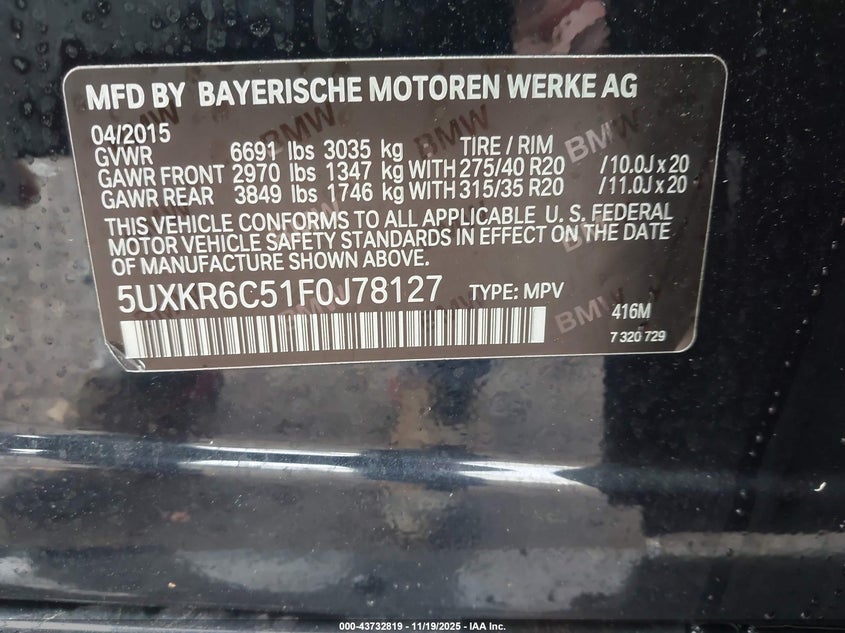 MFD BY BAYERISCHE MOTOREN WERKE AG
04/2015 TIRE / RIM
GVWR 6691 lbs 3035 kg
GAWR FRONT 2970 lbs 1347 kg WITH 275/40 R20 /10.0J x 20
GAWR REAR 3849 lbs 1746 kg WITH 315/35 R20 /11.0J x 20
THIS VEHICLE CONFORMS TO ALL APPLICABLE U. S. FEDERAL
MOTOR VEHICLE SAFETY STANDARDS IN EFFECT ON THE DATE
OF MANUFACTURE SHOWN ABOVE.
5UXKR6C51F0J78127 TYPE: MPV
416M
7 320 729
000-43732819 - 11/19/2025 - IAA Inc.